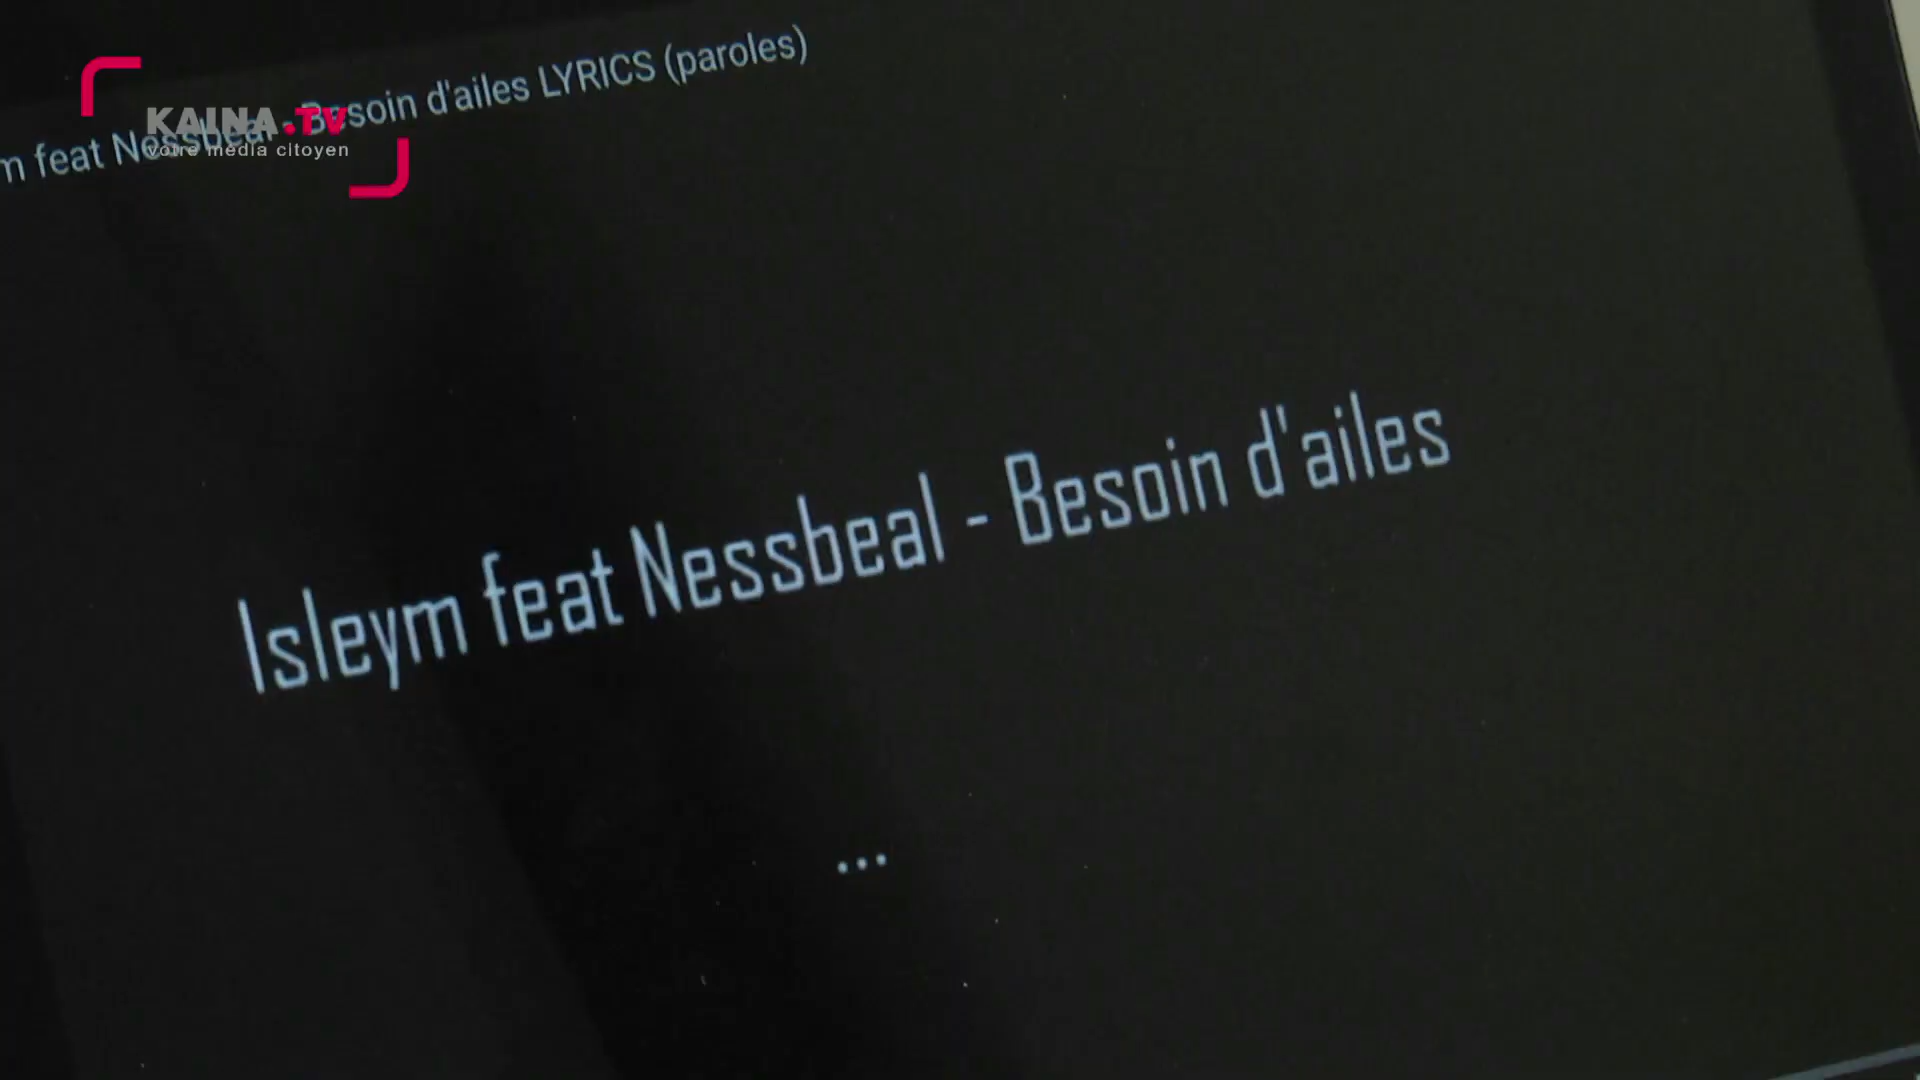 m feat Nessbeal - Besoin d'ailes LYRICS (paroles)
KAINA.TV
votre média citoyen
Isleym feat Nessbeal - Besoin d'ailes
...